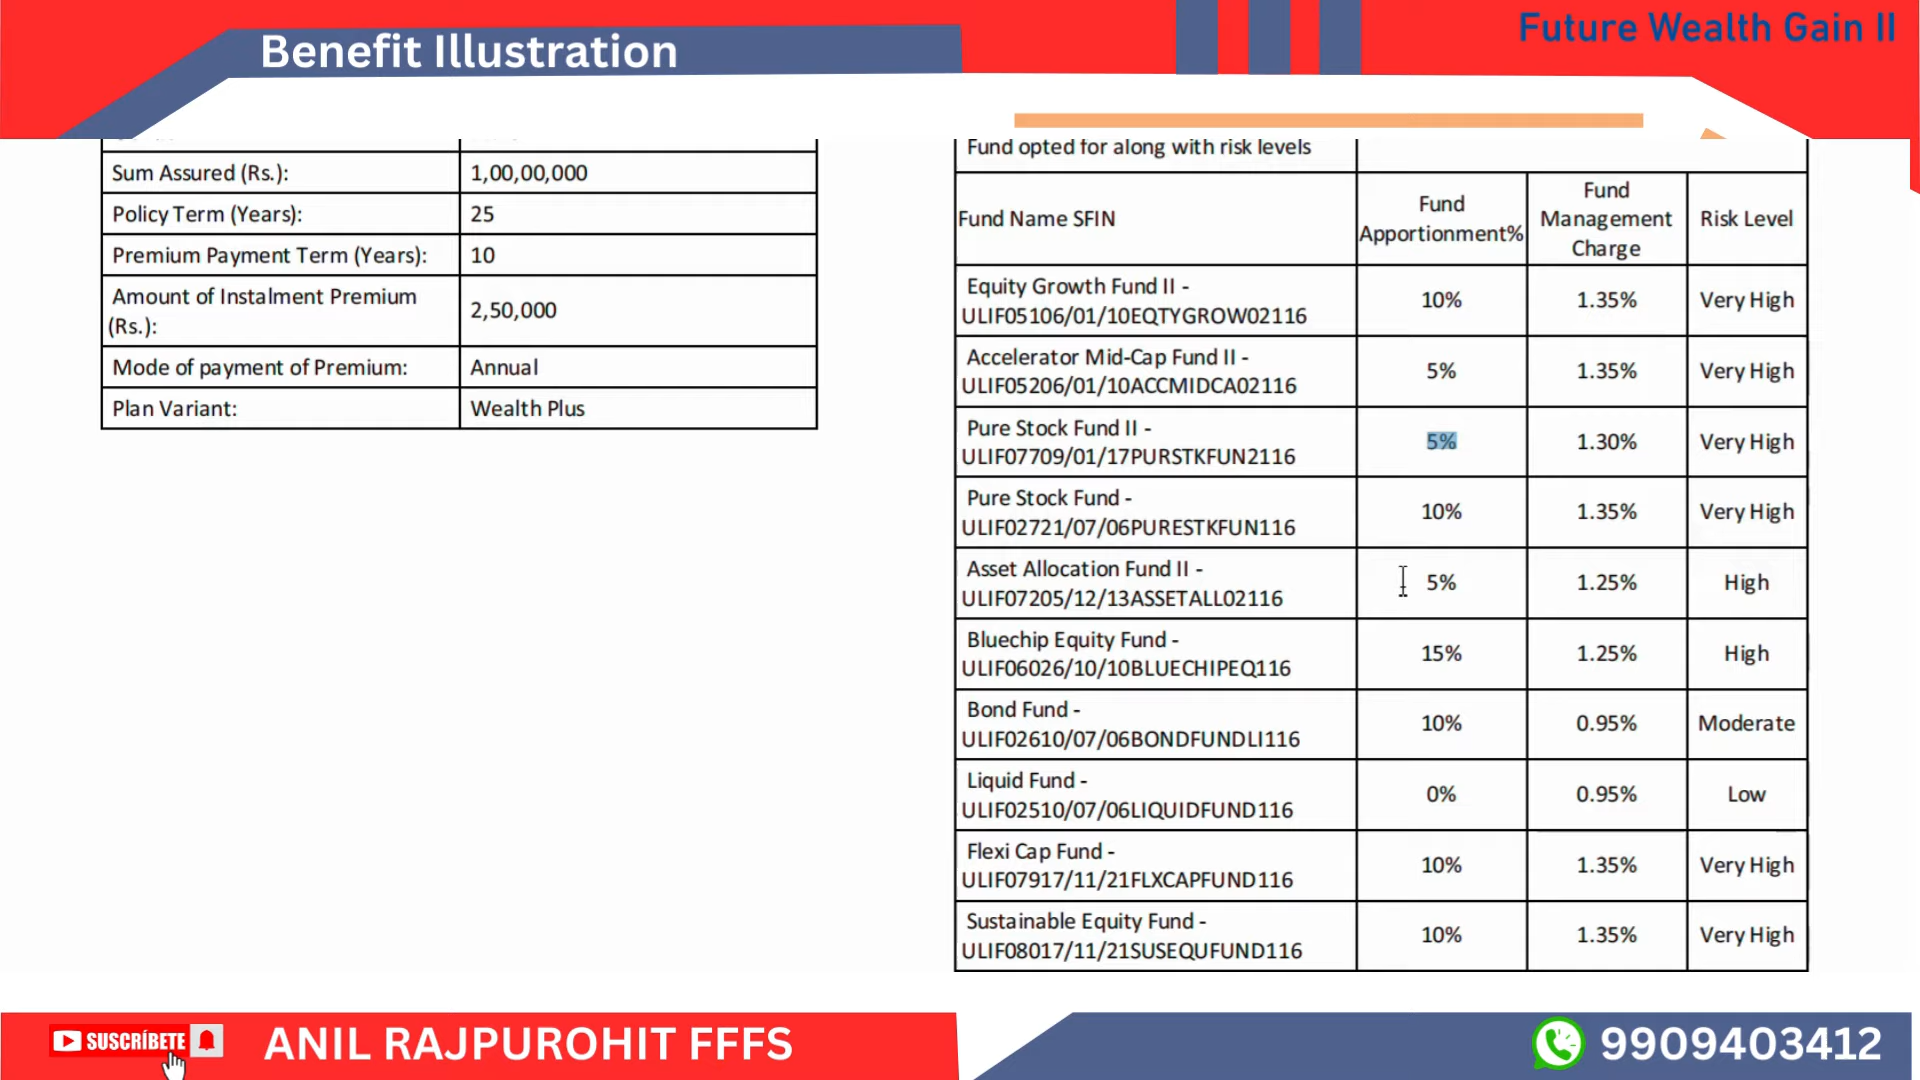 Benefit Illustration
Future Wealth Gain II
Sum Assured (Rs.): 1,00,00,000
Policy Term (Years): 25
Premium Payment Term (Years): 10
Amount of Instalment Premium
(Rs.): 2,50,000
Mode of payment of Premium: Annual
Plan Variant: Wealth Plus
Fund opted for along with risk levels
Fund Name SFIN
Fund
Apportionment%
Fund
Management
Charge
Risk Level
Equity Growth Fund II -
ULIF05106/01/10EQTYGROW02116
10% 1.35% Very High
Accelerator Mid-Cap Fund II -
ULIF05206/01/10ACCMIDCA02116
5% 1.35% Very High
Pure Stock Fund II -
ULIF07709/01/17PURSTKFUN2116
5% 1.30% Very High
Pure Stock Fund -
ULIF02721/07/06PURESTKFUN116
10% 1.35% Very High
Asset Allocation Fund II -
ULIF07205/12/13ASSETALL02116
5% 1.25% High
Bluechip Equity Fund -
ULIF06026/10/10BLUECHIPEQ116
15% 1.25% High
Bond Fund -
ULIF02610/07/06BONDFUNDLI116
10% 0.95% Moderate
Liquid Fund -
ULIF02510/07/06LIQUIDFUND116
0% 0.95% Low
Flexi Cap Fund -
ULIF07917/11/21FLXCAPFUND116
10% 1.35% Very High
Sustainable Equity Fund -
ULIF08017/11/21SUSEQUFUND116
10% 1.35% Very High
SUSCRÍBETE
ANIL RAJPUROHIT FFFS
9909403412